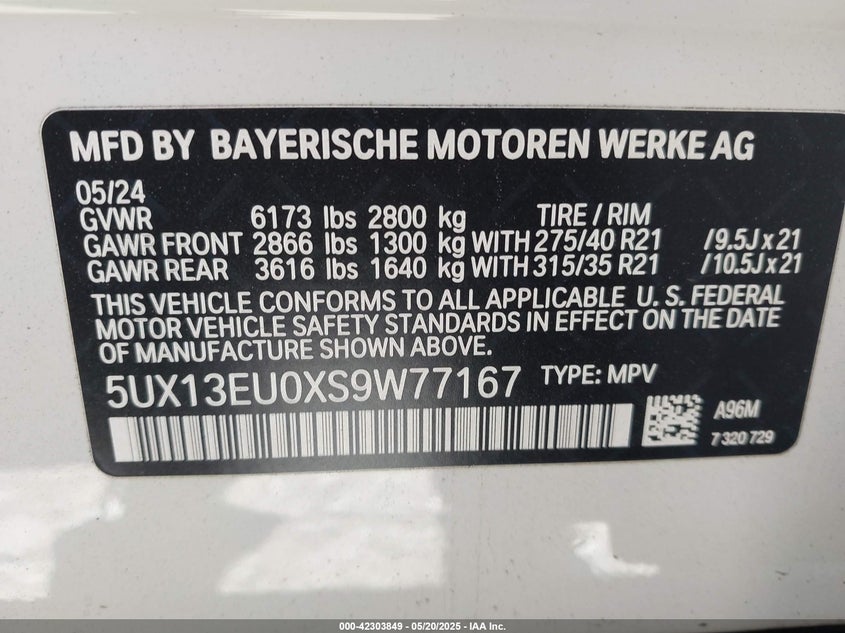 MFD BY BAYERISCHE MOTOREN WERKE AG
05/24
GVWR 6173 lbs 2800 kg TIRE / RIM
GAWR FRONT 2866 lbs 1300 kg WITH 275/40 R21 /9.5J x 21
GAWR REAR 3616 lbs 1640 kg WITH 315/35 R21 /10.5J x 21
THIS VEHICLE CONFORMS TO ALL APPLICABLE U. S. FEDERAL
MOTOR VEHICLE SAFETY STANDARDS IN EFFECT ON THE DATE
OF MANUFACTURE SHOWN ABOVE.
5UX13EU0XS9W77167 TYPE: MPV
A96M
7 320 729
000-42303849 - 05/20/2025 - IAA Inc.